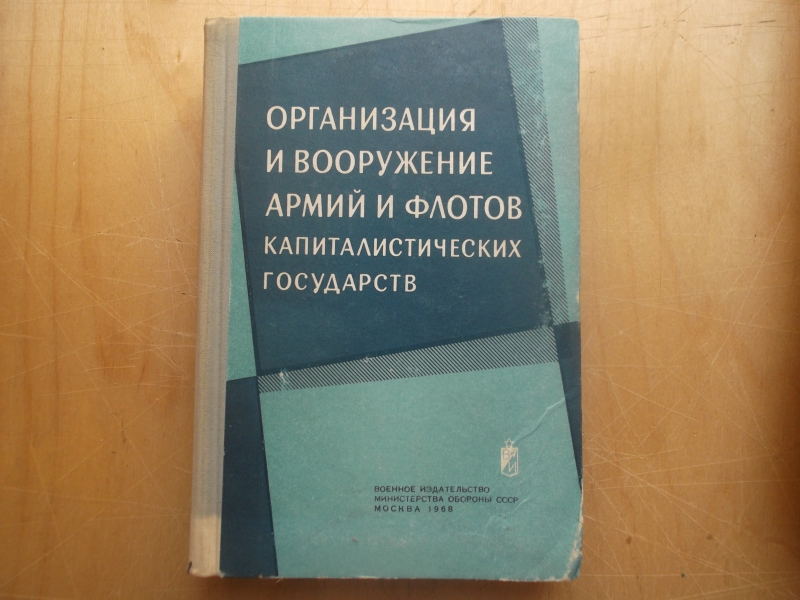 ОРГАНИЗАЦИЯ
И ВООРУЖЕНИЕ
АРМИЙ И ФЛОТОВ
КАПИТАЛИСТИЧЕСКИХ
ГОСУДАРСТВ
ВОЕННОЕ ИЗДАТЕЛЬСТВО
МИНИСТЕРСТВА ОБОРОНЫ СССР
МОСКВА 1968